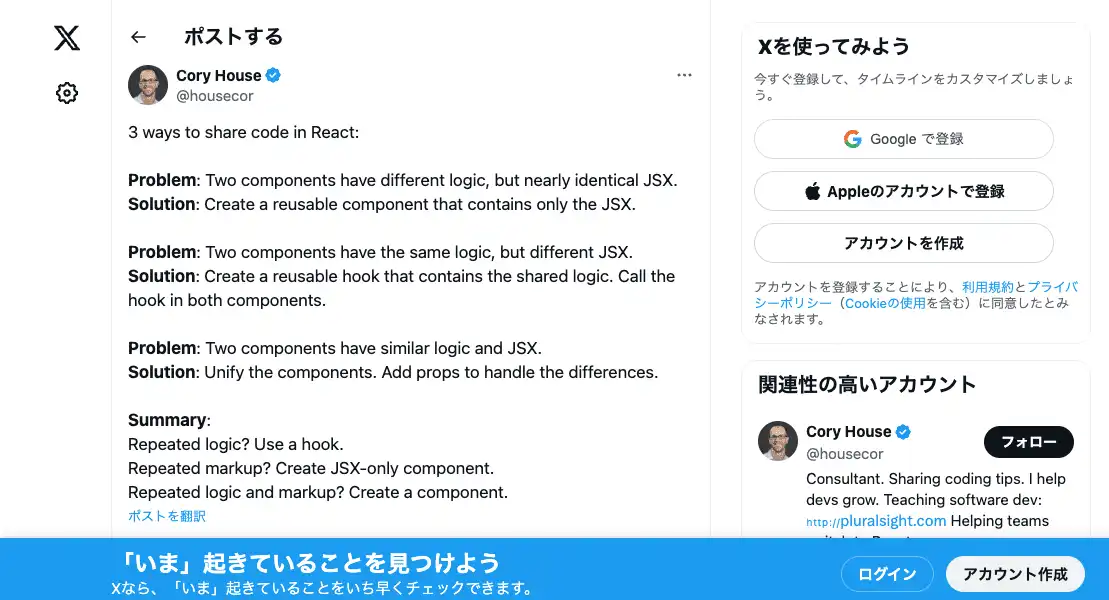 ポストする
Cory House
@housecor
3 ways to share code in React:
Problem: Two components have different logic, but nearly identical JSX.
Solution: Create a reusable component that contains only the JSX.
Problem: Two components have the same logic, but different JSX.
Solution: Create a reusable hook that contains the shared logic. Call the
hook in both components.
Problem: Two components have similar logic and JSX.
Solution: Unify the components. Add props to handle the differences.
Summary:
Repeated logic? Use a hook.
Repeated markup? Create JSX-only component.
Repeated logic and markup? Create a component.
ポストを翻訳
Xを使ってみよう
今すぐ登録して、タイムラインをカスタマイズしましょ
う。
Google で登録
Appleのアカウントで登録
アカウントを作成
アカウントを登録することにより、利用規約とプライバ
シーポリシー（Cookieの使用を含む）に同意したとみ
なされます。
関連性の高いアカウント
Cory House
@housecor
フォロー
Consultant. Sharing coding tips. I help
devs grow. Teaching software dev:
http://pluralsight.com Helping teams
「いま」起きていることを見つけよう
Xなら、「いま」起きていることをいち早くチェックできます。
ログイン
アカウント作成